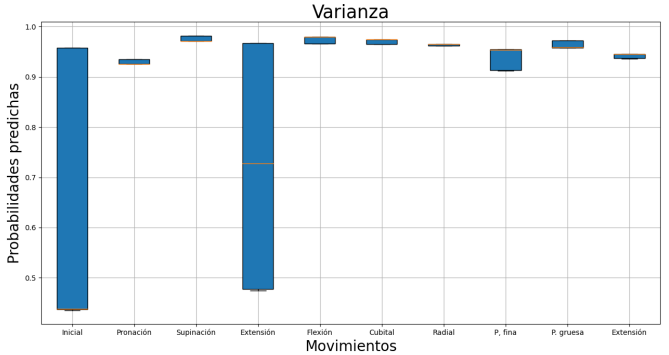 Varianza
Probabilidades predichas
1.0
0.9
0.8
0.7
0.6
0.5
Inicial Pronación Supinación Extensión Flexión Cubital Radial P, fina P. gruesa Extensión
Movimientos